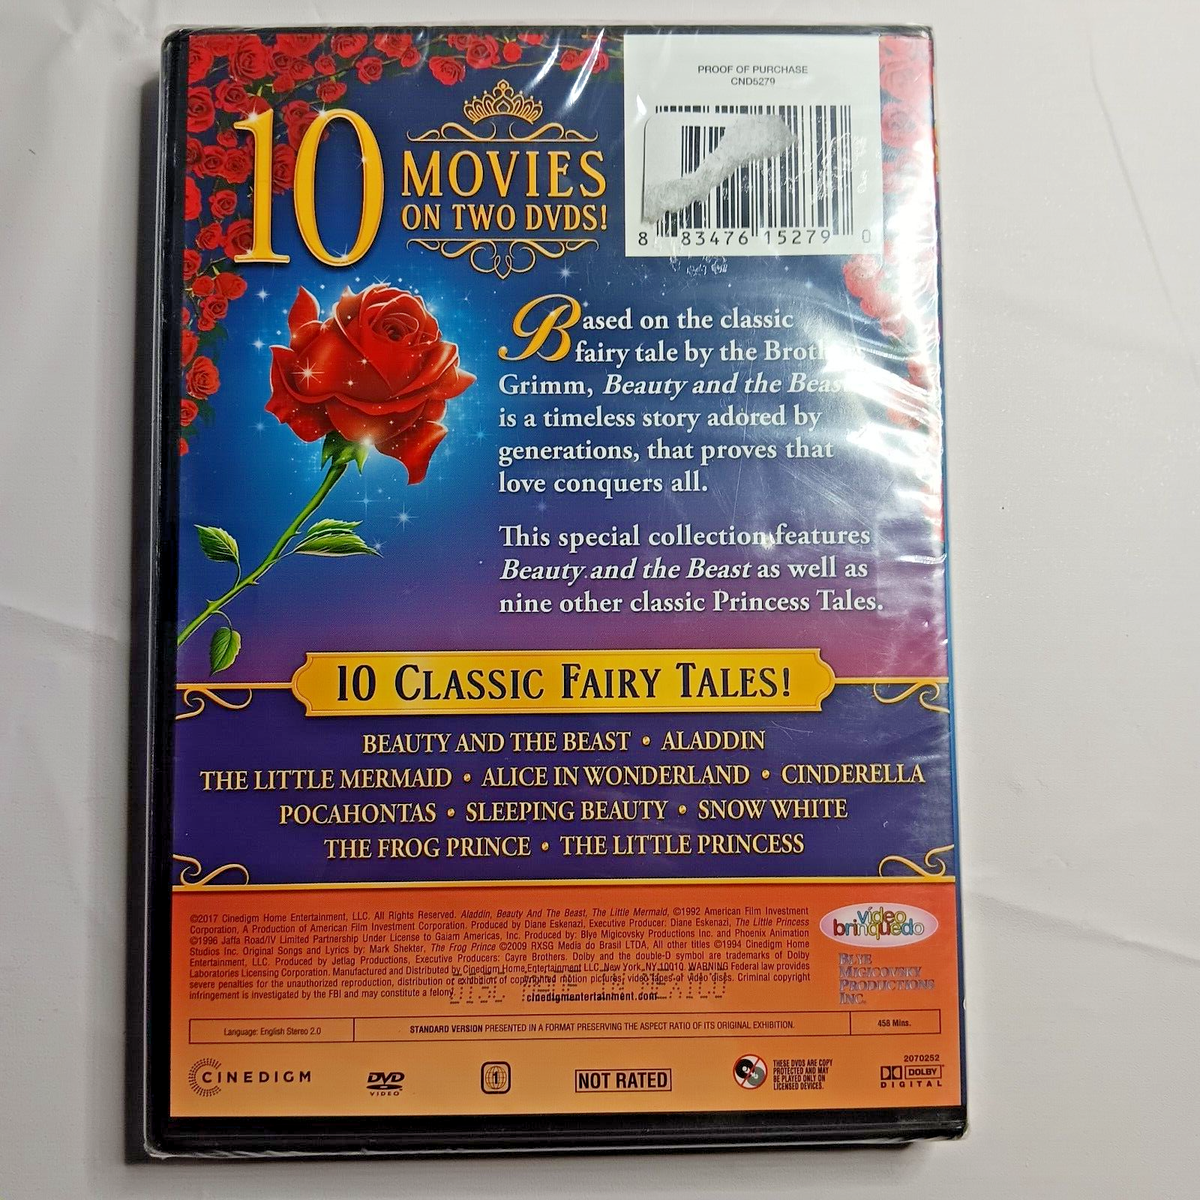 PROOF OF PURCHASE
CND5279
8 83476 15279 0
10 MOVIES
ON TWO DVDS!
Based on the classic
fairy tale by the Brothers
Grimm, Beauty and the Beast
is a timeless story adored by
generations, that proves that
love conquers all.
This special collection features
Beauty and the Beast as well as
nine other classic Princess Tales.
10 CLASSIC FAIRY TALES!
BEAUTY AND THE BEAST • ALADDIN
THE LITTLE MERMAID • ALICE IN WONDERLAND • CINDERELLA
POCAHONTAS • SLEEPING BEAUTY • SNOW WHITE
THE FROG PRINCE • THE LITTLE PRINCESS
©2017 Cinedigm Home Entertainment, LLC. All Rights Reserved. Aladdin, Beauty And The Beast, The Little Mermaid, ©1992 American Film Investment
Corporation, A Production of American Film Investment Corporation. Produced by Diane Eskenazi, Executive Producer: Diane Eskenazi, The Little Princess
©1996 Jaffa Road/IV Limited Partnership Under License to Gaiam Americas, Inc. Produced by: Blye Migicovsky Productions Inc. and Phoenix Animation
Studios Inc. Original Songs and Lyrics by: Mark Shekter, The Frog Prince ©2009 RXSG Media do Brasil LTDA, All other titles ©1994 Cinedigm Home
Entertainment, LLC. Produced by Jetlag Productions, Executive Producers: Cayre Brothers. Dolby and the double-D symbol are trademarks of Dolby
Laboratories Licensing Corporation. Manufactured and Distributed by Cinedigm Home Entertainment LLC, New York, NY 10010. WARNING Federal law provides
severe penalties for the unauthorized reproduction, distribution or exhibition of copyrighted motion pictures, video tapes or video discs. Criminal copyright
infringement is investigated by the FBI and may constitute a felony.
cinedigmentertainment.com
DISC MADE IN MEXICO
vídeo
brinquedo
BLYE
MIGICOVSKY
PRODUCTIONS
INC.
Language: English Stereo 2.0
STANDARD VERSION PRESENTED IN A FORMAT PRESERVING THE ASPECT RATIO OF ITS ORIGINAL EXHIBITION.
458 Mins.
CINEDIGM
DVD
VIDEO
1
NOT RATED
THESE DVDS ARE COPY
PROTECTED AND MAY
BE PLAYED ONLY ON
LICENSED DEVICES.
2070252
DOLBY
DIGITAL